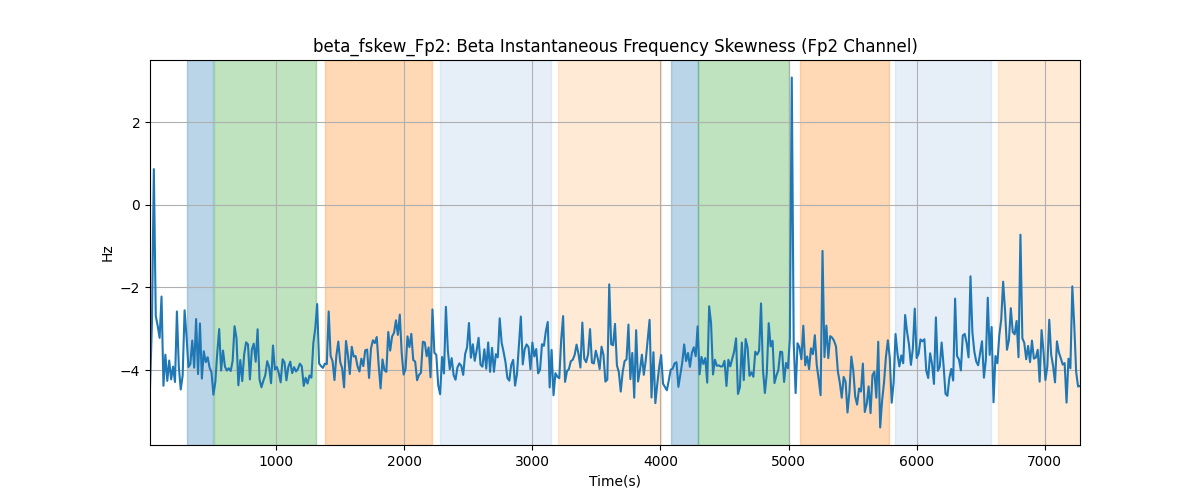 beta_fskew_Fp2: Beta Instantaneous Frequency Skewness (Fp2 Channel)
2
0
−2
−4
Hz
1000 2000 3000 4000 5000 6000 7000
Time(s)